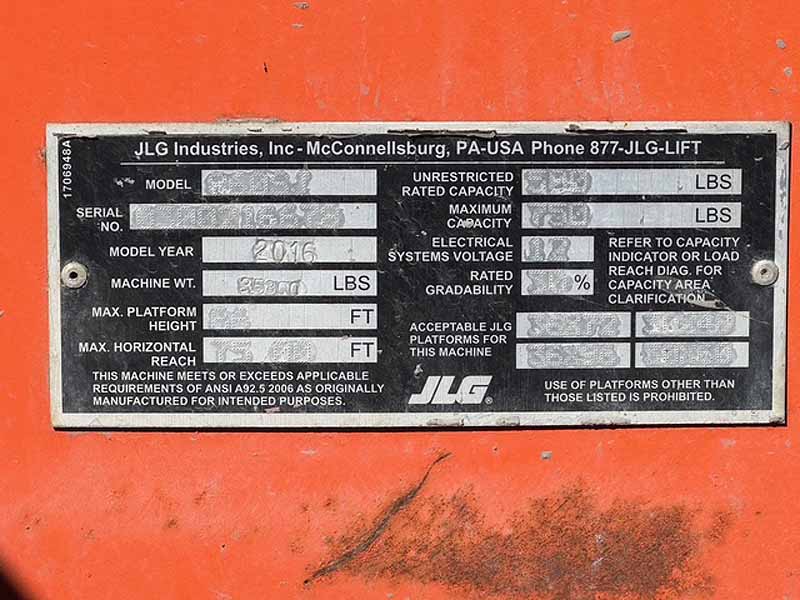 JLG Industries, Inc - McConnellsburg, PA-USA Phone 877-JLG-LIFT
1706948A
MODEL
SERIAL
NO.
MODEL YEAR 2016
MACHINE WT. LBS
MAX. PLATFORM
HEIGHT FT
MAX. HORIZONTAL
REACH FT
THIS MACHINE MEETS OR EXCEEDS APPLICABLE
REQUIREMENTS OF ANSI A92.5 2006 AS ORIGINALLY
MANUFACTURED FOR INTENDED PURPOSES.
UNRESTRICTED
RATED CAPACITY LBS
MAXIMUM
CAPACITY LBS
ELECTRICAL
SYSTEMS VOLTAGE 12
RATED
GRADABILITY %
REFER TO CAPACITY
INDICATOR OR LOAD
REACH DIAG. FOR
CAPACITY AREA
CLARIFICATION
ACCEPTABLE JLG
PLATFORMS FOR
THIS MACHINE
JLG®
USE OF PLATFORMS OTHER THAN
THOSE LISTED IS PROHIBITED.